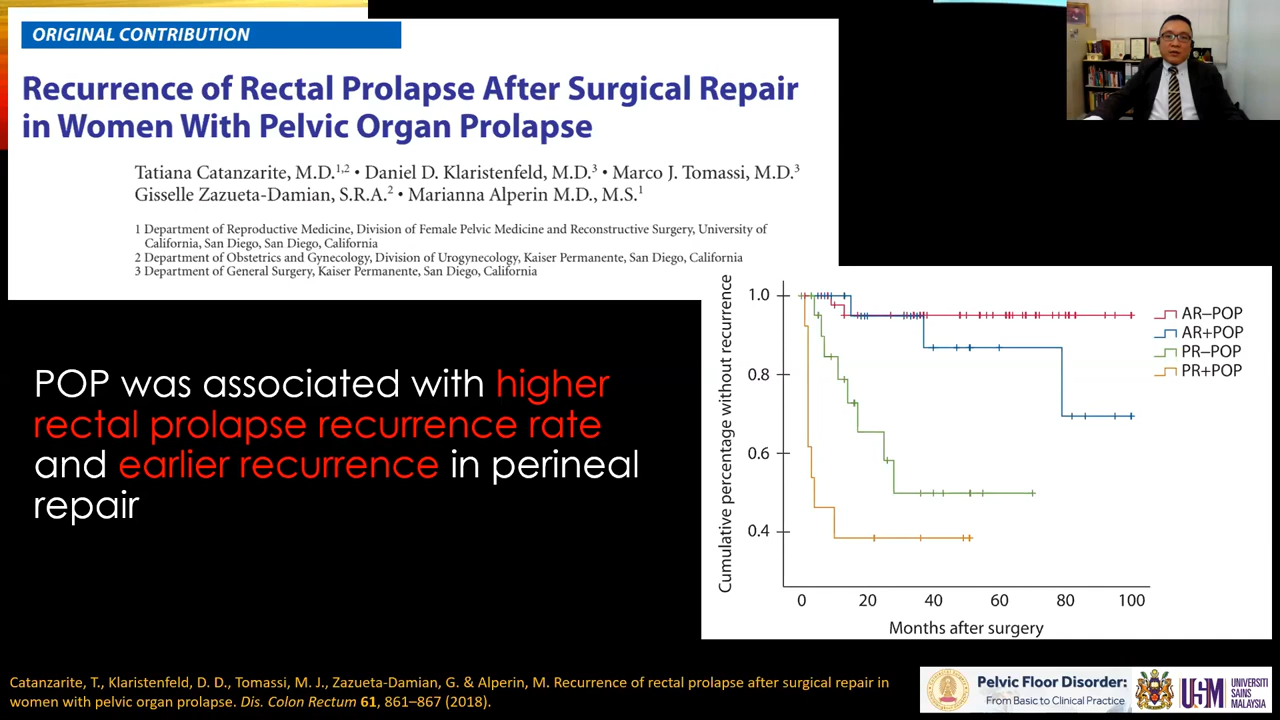 ORIGINAL CONTRIBUTION
Recurrence of Rectal Prolapse After Surgical Repair
in Women With Pelvic Organ Prolapse
Tatiana Catanzarite, M.D.1,2 • Daniel D. Klaristenfeld, M.D.3 • Marco J. Tomassi, M.D.3
Gisselle Zazueta-Damian, S.R.A.2 • Marianna Alperin M.D., M.S.1
1 Department of Reproductive Medicine, Division of Female Pelvic Medicine and Reconstructive Surgery, University of
California, San Diego, San Diego, California
2 Department of Obstetrics and Gynecology, Division of Urogynecology, Kaiser Permanente, San Diego, California
3 Department of General Surgery, Kaiser Permanente, San Diego, California
POP was associated with higher
rectal prolapse recurrence rate
and earlier recurrence in perineal
repair
Cumulative percentage without recurrence
1.0
0.8
0.6
0.4
0
20
40
60
80
100
Months after surgery
AR–POP
AR+POP
PR–POP
PR+POP
Catanzarite, T., Klaristenfeld, D. D., Tomassi, M. J., Zazueta-Damian, G. & Alperin, M. Recurrence of rectal prolapse after surgical repair in
women with pelvic organ prolapse. Dis. Colon Rectum 61, 861–867 (2018).
Pelvic Floor Disorder:
From Basic to Clinical Practice
USM
UNIVERSITI
SAINS
MALAYSIA